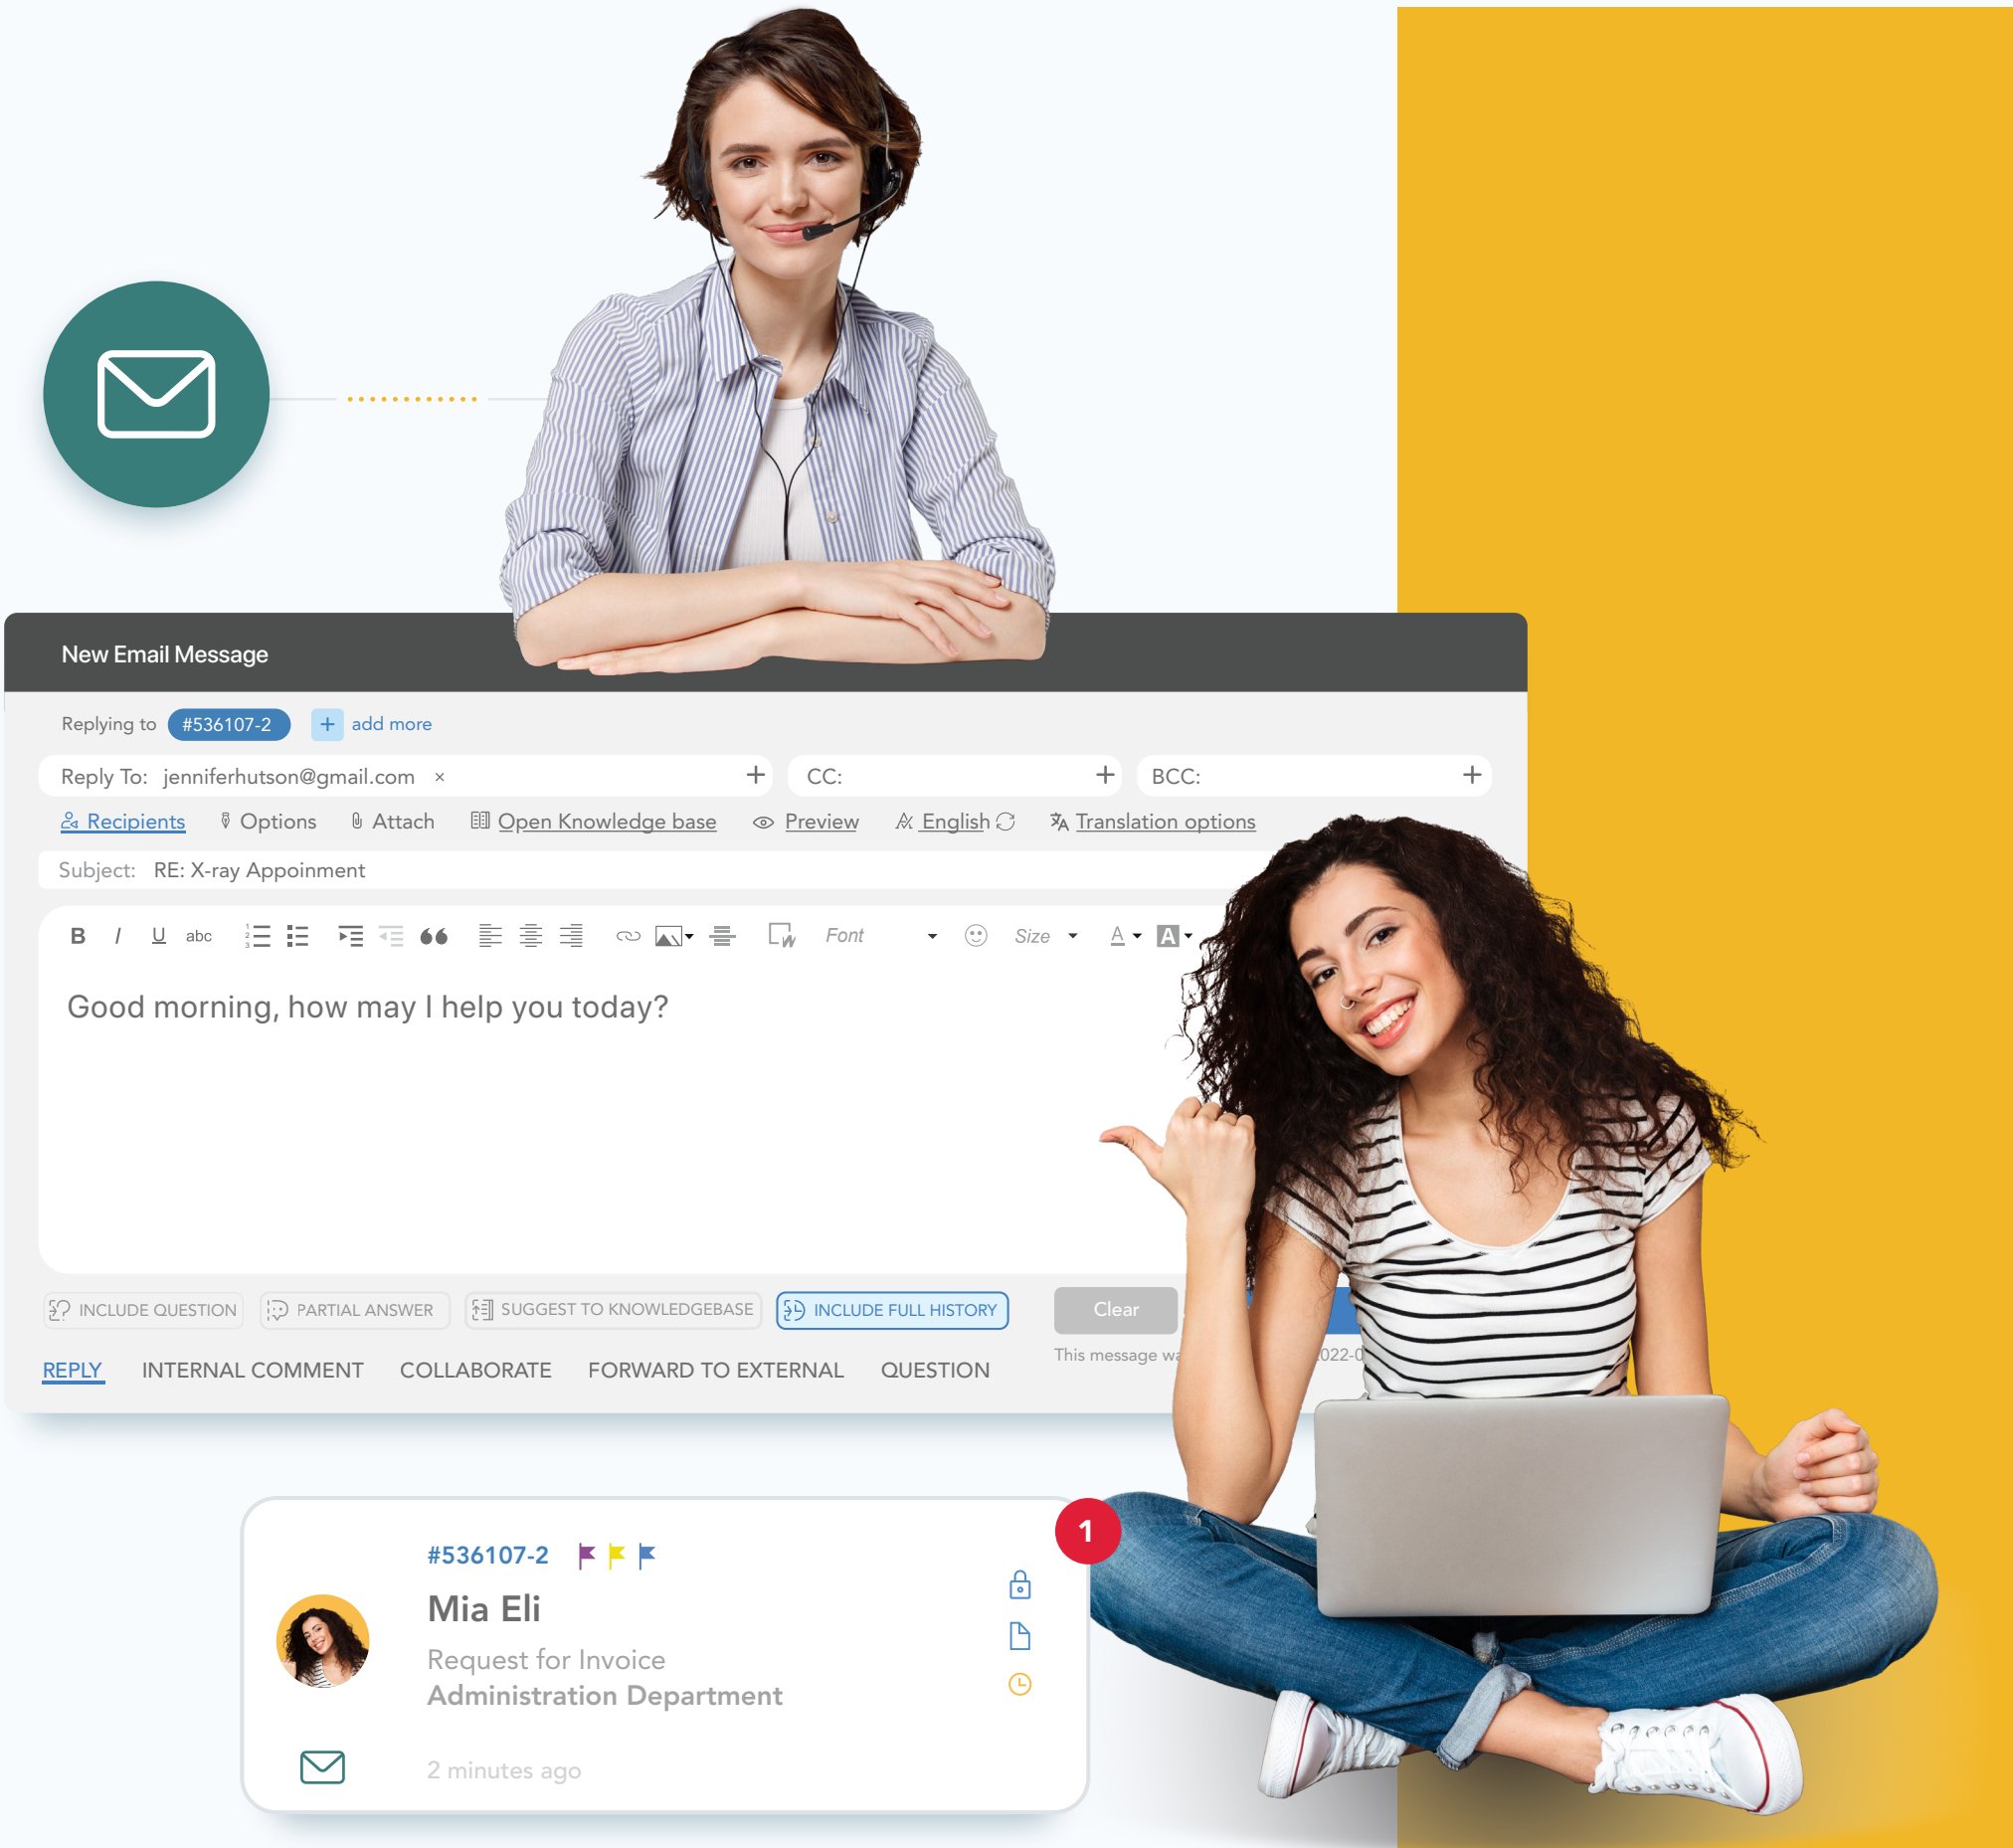 New Email Message
Replying to #536107-2 + add more
Reply To: jenniferhutson@gmail.com × + CC: + BCC: +
Recipients Options Attach Open Knowledge base Preview English Translation options
Subject: RE: X-ray Appoinment
B I U abc Font Size A A
Good morning, how may I help you today?
INCLUDE QUESTION PARTIAL ANSWER SUGGEST TO KNOWLEDGEBASE INCLUDE FULL HISTORY Clear
This message
REPLY INTERNAL COMMENT COLLABORATE FORWARD TO EXTERNAL QUESTION
1
#536107-2
Mia Eli
Request for Invoice
Administration Department
2 minutes ago